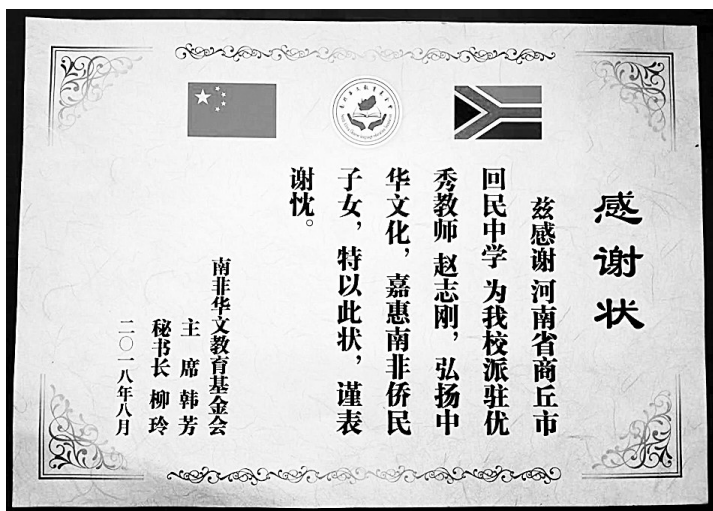 感谢状
兹感谢 河南省商丘市
回民中学 为我校派驻优
秀教师 赵志刚，弘扬中
华文化，嘉惠南非侨民
子女，特以此状，谨表
谢忱。
南非华文教育基金会
主 席 韩芳
秘书长 柳玲
二〇一八年八月